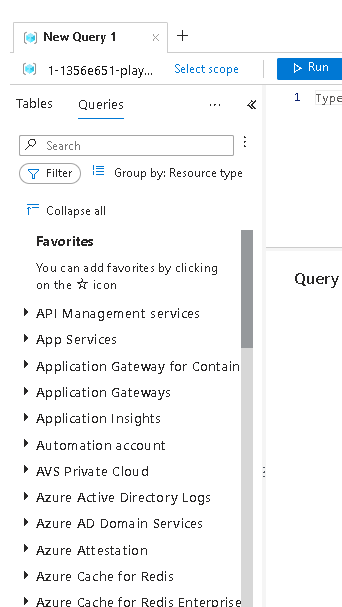 New Query 1
1-1356e651-play...
Select scope
Run
Tables
Queries
1
Type
Search
Filter
Group by: Resource type
Collapse all
Favorites
You can add favorites by clicking
on the ☆ icon
Query
API Management services
App Services
Application Gateway for Contain
Application Gateways
Application Insights
Automation account
AVS Private Cloud
Azure Active Directory Logs
Azure AD Domain Services
Azure Attestation
Azure Cache for Redis
Azure Cache for Redis Enterprise